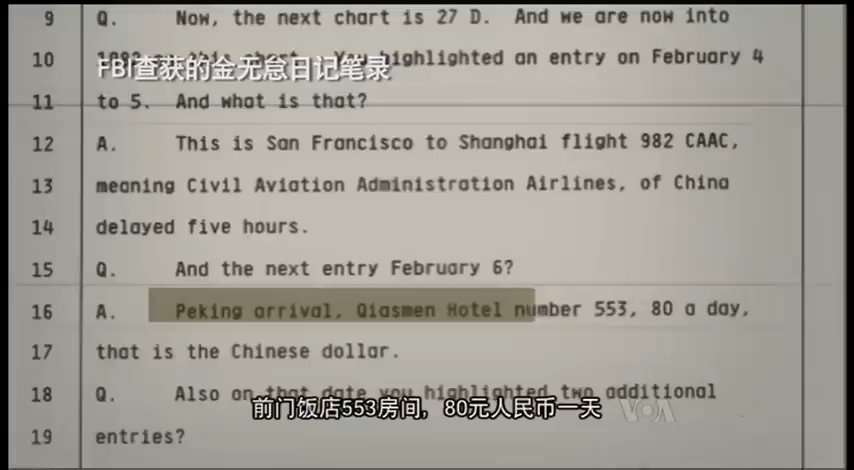 9 Q. Now, the next chart is 27 D. And we are now into
10 on this chart. You highlighted an entry on February 4
FBI查获的金无怠日记笔录
11 to 5. And what is that?
12 A. This is San Francisco to Shanghai flight 982 CAAC,
13 meaning Civil Aviation Administration Airlines, of China
14 delayed five hours.
15 Q. And the next entry February 6?
16 A. Peking arrival, Qiasmen Hotel number 553, 80 a day,
17 that is the Chinese dollar.
18 Q. Also on that date you highlighted two additional
前门饭店553房间，80元人民币一天
VOA
19 entries?